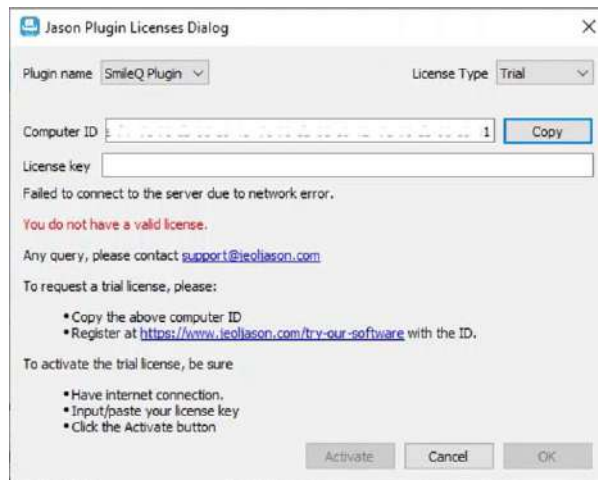 Jason Plugin Licenses Dialog
Plugin name SmileQ Plugin License Type Trial
Computer ID 1 Copy
License key
Failed to connect to the server due to network error.
You do not have a valid license.
Any query, please contact support@jeoljason.com
To request a trial license, please:
•Copy the above computer ID
•Register at https://www.jeoljason.com/try-our-software with the ID.
To activate the trial license, be sure
•Have internet connection.
•Input/paste your license key
•Click the Activate button
Activate Cancel OK